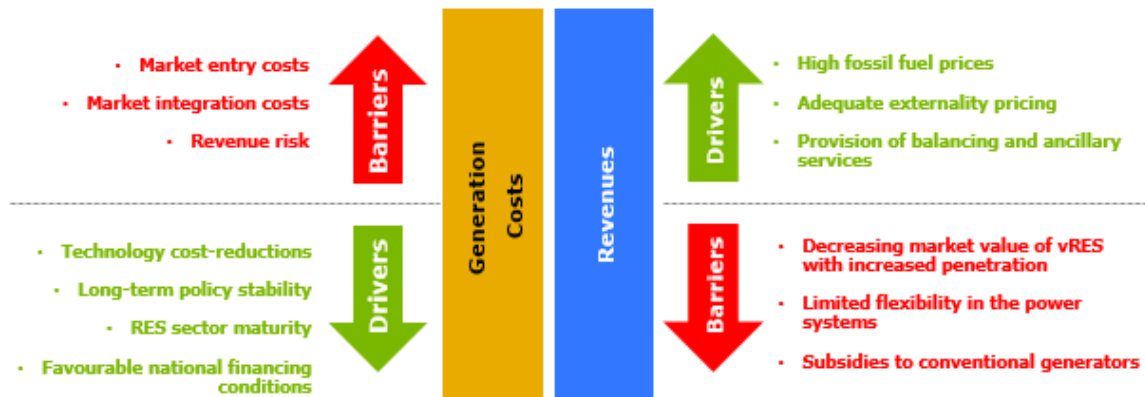 · Market entry costs
· Market integration costs
· Revenue risk
Barriers
· Technology cost-reductions
· Long-term policy stability
· RES sector maturity
· Favourable national financing
conditions
Drivers
Generation
Costs
Revenues
Drivers
· High fossil fuel prices
· Adequate externality pricing
· Provision of balancing and ancillary
services
Barriers
· Decreasing market value of vRES
with increased penetration
· Limited flexibility in the power
systems
· Subsidies to conventional generators